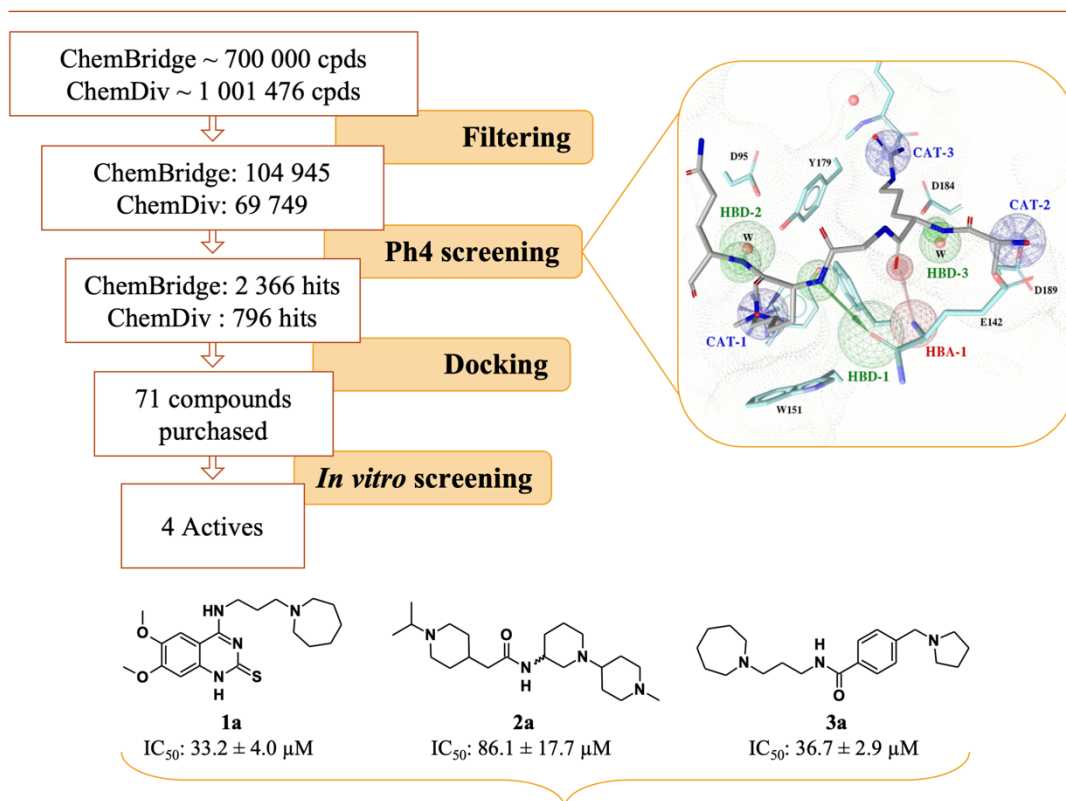 ChemBridge ~ 700 000 cpds
ChemDiv ~ 1 001 476 cpds
Filtering
ChemBridge: 104 945
ChemDiv: 69 749
Ph4 screening
ChemBridge: 2 366 hits
ChemDiv : 796 hits
Docking
71 compounds
purchased
In vitro screening
4 Actives
D95
Y179
CAT-3
HBD-2
D184
CAT-2
W
W
HBD-3
D189
CAT-1
E142
HBA-1
HBD-1
W151
O
O
HN
N
N
N
H
S
1a
IC50: 33.2 ± 4.0 µM
N
O
N
H
N
N
2a
IC50: 86.1 ± 17.7 µM
N
H
N
O
N
3a
IC50: 36.7 ± 2.9 µM